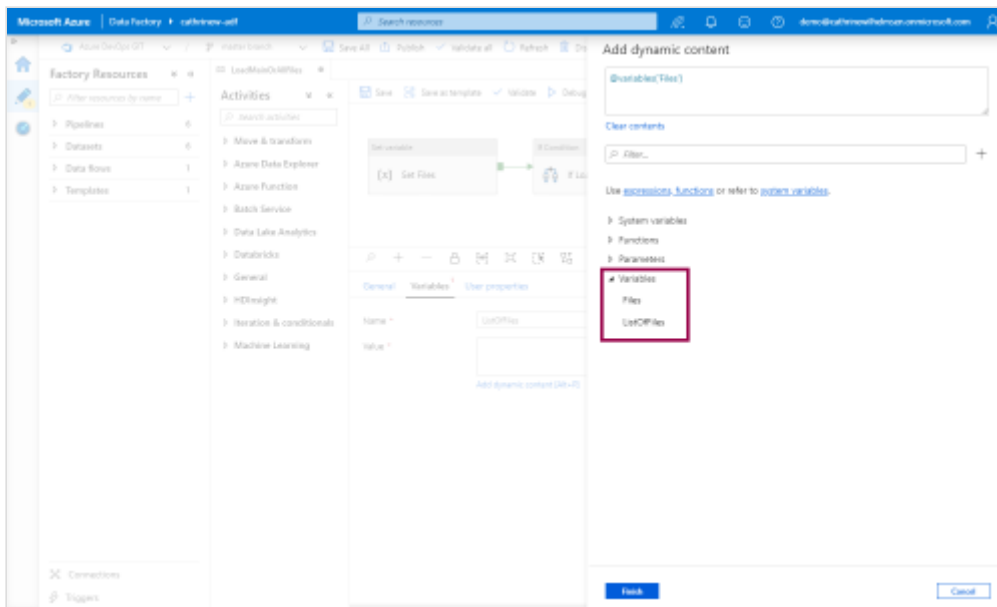 Microsoft Azure
Data Factory
cathrinew-adf
Search resources
demo@cathrinewilhelmsen.onmicrosoft.com
Azure DevOps GIT
master branch
Save All
Publish
Validate all
Refresh
Factory Resources
Filter resources by name
Pipelines 6
Datasets 6
Data flows 1
Templates 1
Connections
Triggers
LoadMainOrAllFiles
Activities
Search activities
Move & transform
Azure Data Explorer
Azure Function
Batch Service
Data Lake Analytics
Databricks
General
HDInsight
Iteration & conditionals
Machine Learning
Save
Save as template
Validate
Debug
Set variable
Set Files
If Condition
General
Variables
User properties
Name *
ListOfFiles
Value *
Add dynamic content [Alt+P]
Add dynamic content
@variables('Files')
Clear contents
Filter...
Use expressions, functions or refer to system variables.
System variables
Functions
Parameters
Variables
Files
ListOfFiles
Finish
Cancel